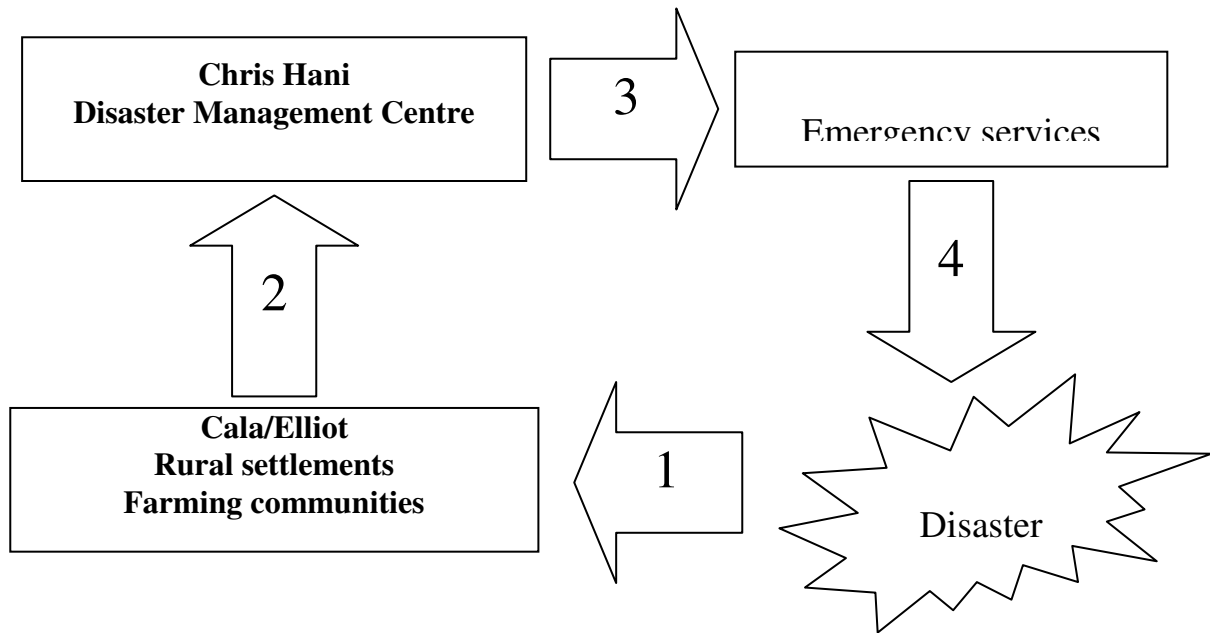 Chris Hani
Disaster Management Centre
3
Emergency services
2
4
Cala/Elliot
Rural settlements
Farming communities
1
Disaster